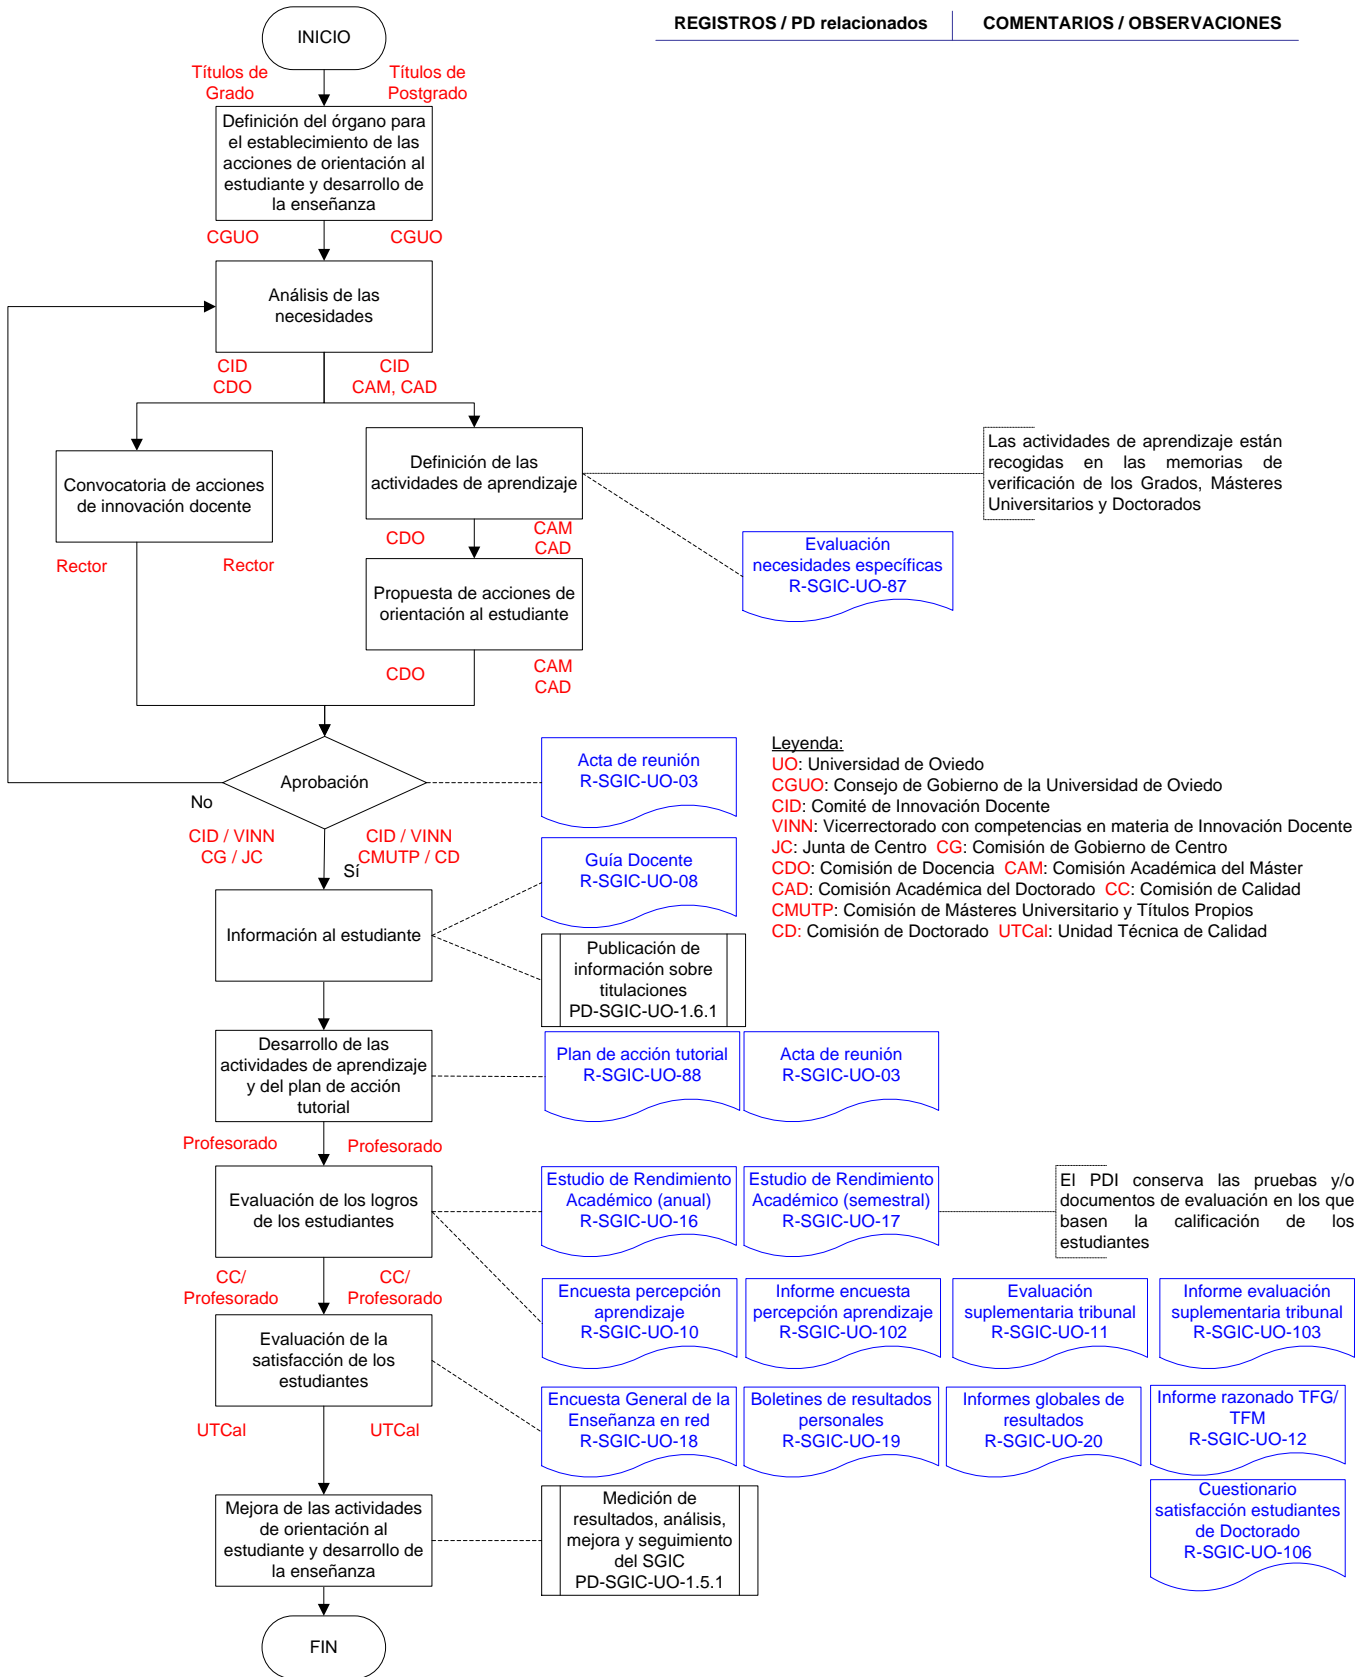 REGISTROS / PD relacionados
COMENTARIOS / OBSERVACIONES
INICIO
Títulos de
Grado
Títulos de
Postgrado
Definición del órgano para
el establecimiento de las
acciones de orientación al
estudiante y desarrollo de
la enseñanza
CGUO
CGUO
Análisis de las
necesidades
CID
CDO
CID
CAM, CAD
Convocatoria de acciones
de innovación docente
Definición de las
actividades de aprendizaje
Las actividades de aprendizaje están
recogidas en las memorias de
verificación de los Grados, Másteres
Universitarios y Doctorados
CDO
CAM
CAD
Evaluación
necesidades específicas
R-SGIC-UO-87
Rector
Rector
Propuesta de acciones de
orientación al estudiante
CDO
CAM
CAD
Aprobación
No
Sí
CID / VINN
CG / JC
CID / VINN
CMUTP / CD
Acta de reunión
R-SGIC-UO-03
Leyenda:
UO: Universidad de Oviedo
CGUO: Consejo de Gobierno de la Universidad de Oviedo
CID: Comité de Innovación Docente
VINN: Vicerrectorado con competencias en materia de Innovación Docente
JC: Junta de Centro CG: Comisión de Gobierno de Centro
CDO: Comisión de Docencia CAM: Comisión Académica del Máster
CAD: Comisión Académica del Doctorado CC: Comisión de Calidad
CMUTP: Comisión de Másteres Universitario y Títulos Propios
CD: Comisión de Doctorado UTCal: Unidad Técnica de Calidad
Guía Docente
R-SGIC-UO-08
Información al estudiante
Publicación de
información sobre
titulaciones
PD-SGIC-UO-1.6.1
Desarrollo de las
actividades de aprendizaje
y del plan de acción
tutorial
Plan de acción tutorial
R-SGIC-UO-88
Acta de reunión
R-SGIC-UO-03
Profesorado
Profesorado
Evaluación de los logros
de los estudiantes
Estudio de Rendimiento
Académico (anual)
R-SGIC-UO-16
Estudio de Rendimiento
Académico (semestral)
R-SGIC-UO-17
El PDI conserva las pruebas y/o
documentos de evaluación en los que
basen la calificación de los
estudiantes
CC/
Profesorado
CC/
Profesorado
Encuesta percepción
aprendizaje
R-SGIC-UO-10
Informe encuesta
percepción aprendizaje
R-SGIC-UO-102
Evaluación
suplementaria tribunal
R-SGIC-UO-11
Informe evaluación
suplementaria tribunal
R-SGIC-UO-103
Evaluación de la
satisfacción de los
estudiantes
UTCal
UTCal
Encuesta General de la
Enseñanza en red
R-SGIC-UO-18
Boletines de resultados
personales
R-SGIC-UO-19
Informes globales de
resultados
R-SGIC-UO-20
Informe razonado TFG/
TFM
R-SGIC-UO-12
Mejora de las actividades
de orientación al
estudiante y desarrollo de
la enseñanza
Medición de
resultados, análisis,
mejora y seguimiento
del SGIC
PD-SGIC-UO-1.5.1
Cuestionario
satisfacción estudiantes
de Doctorado
R-SGIC-UO-106
FIN